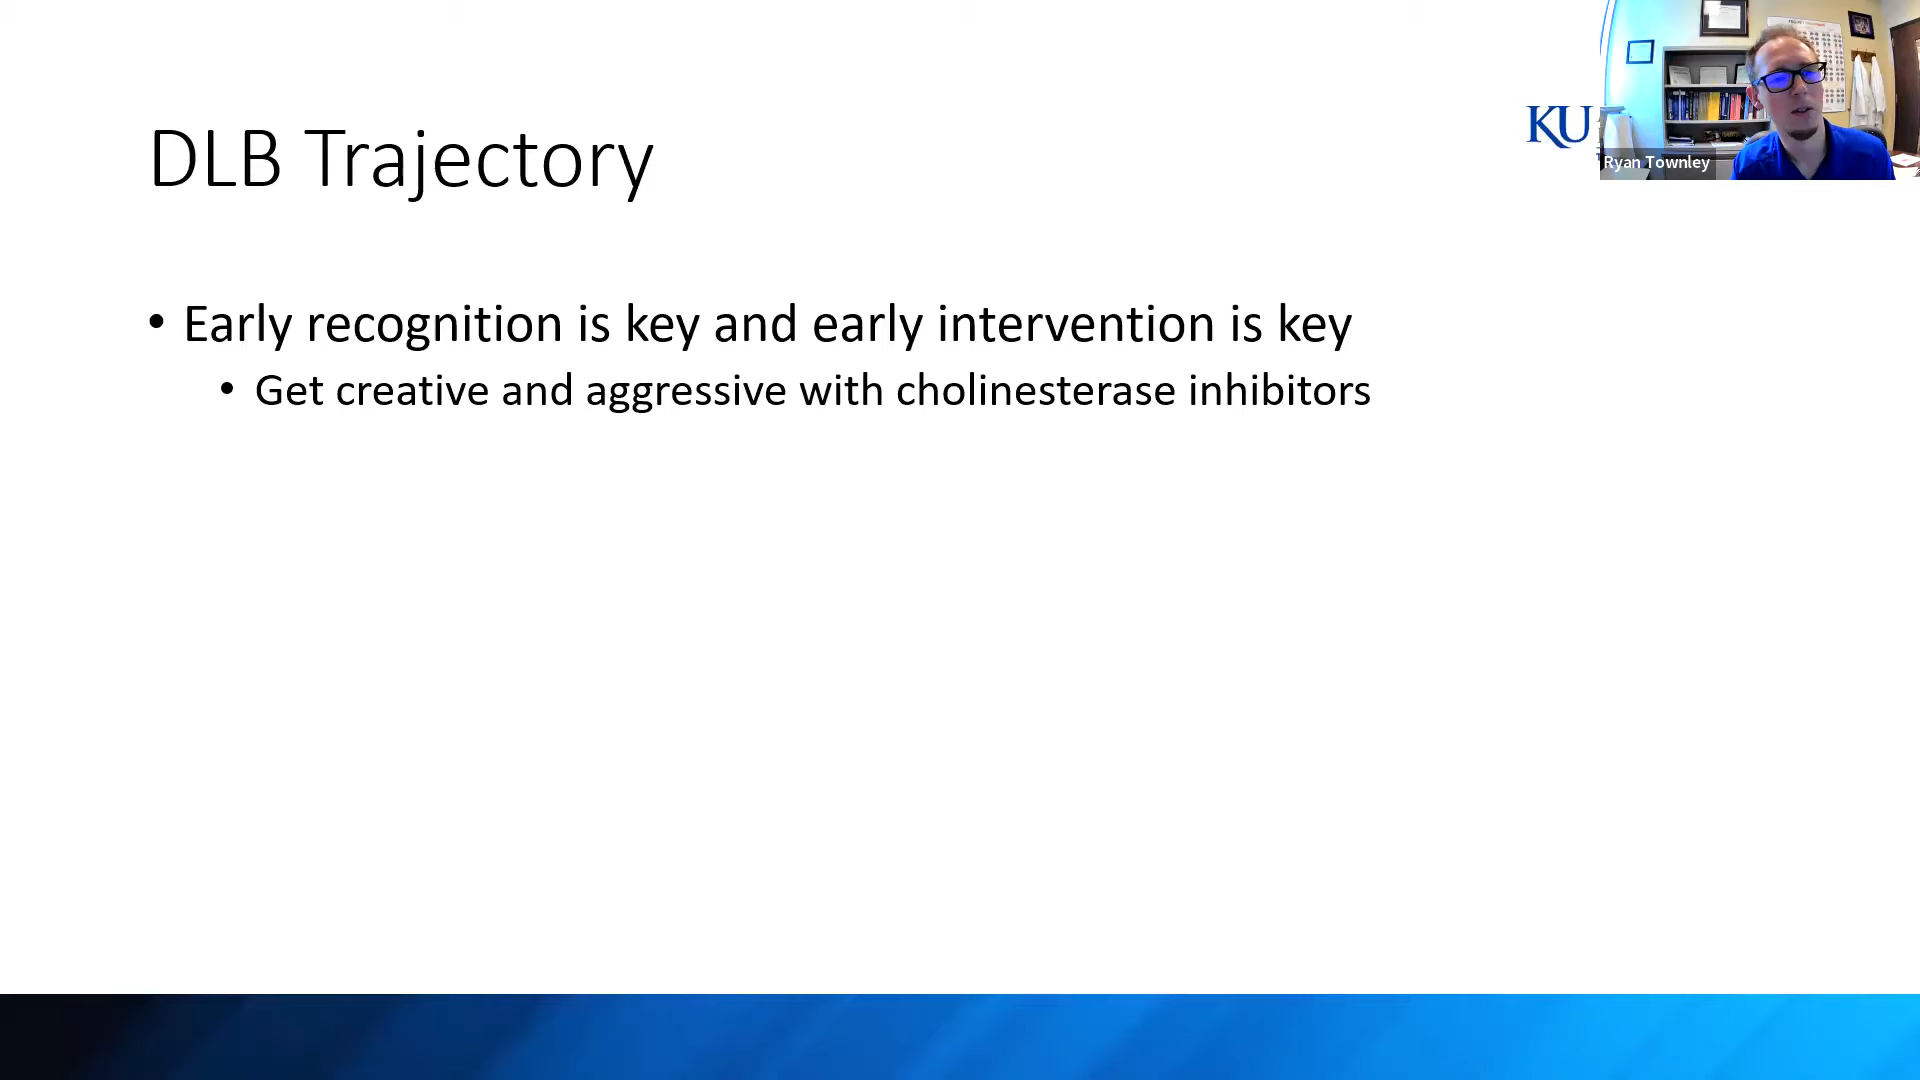 DLB Trajectory
KU
Ryan Townley
• Early recognition is key and early intervention is key
• Get creative and aggressive with cholinesterase inhibitors